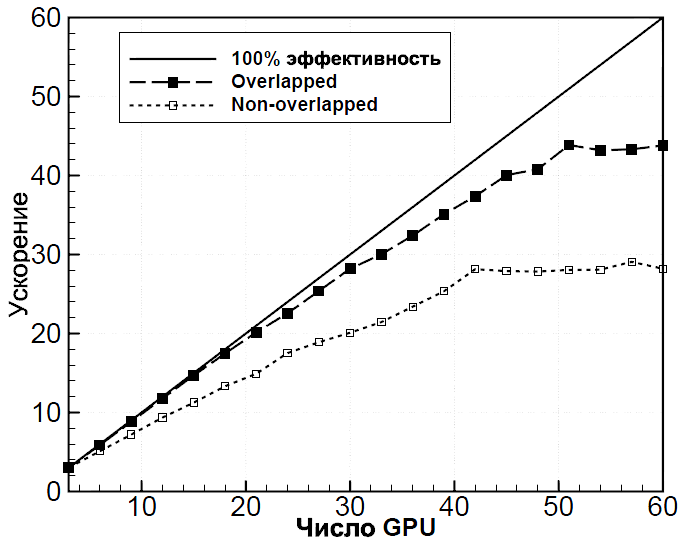 60
50
40
30
20
10
0
Ускорение
100% эффективность
Overlapped
Non-overlapped
10
20
30
40
50
60
Число GPU